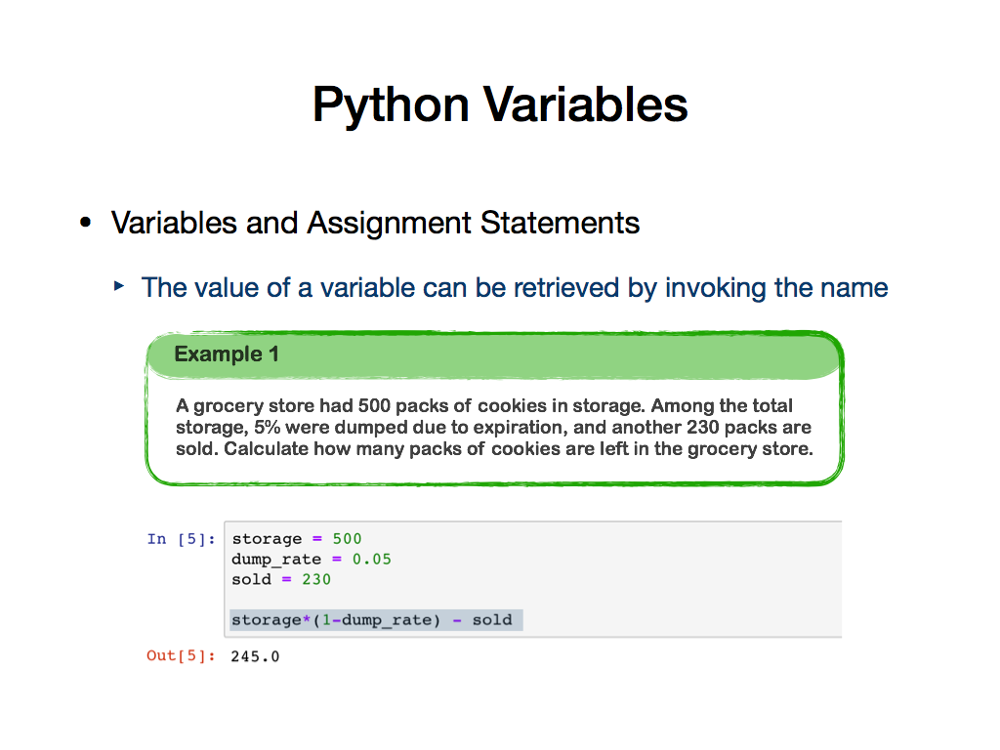 Python Variables
• Variables and Assignment Statements
‣ The value of a variable can be retrieved by invoking the name
Example 1
A grocery store had 500 packs of cookies in storage. Among the total
storage, 5% were dumped due to expiration, and another 230 packs are
sold. Calculate how many packs of cookies are left in the grocery store.
In [5]: storage = 500
dump_rate = 0.05
sold = 230
storage*(1-dump_rate) - sold
Out[5]: 245.0